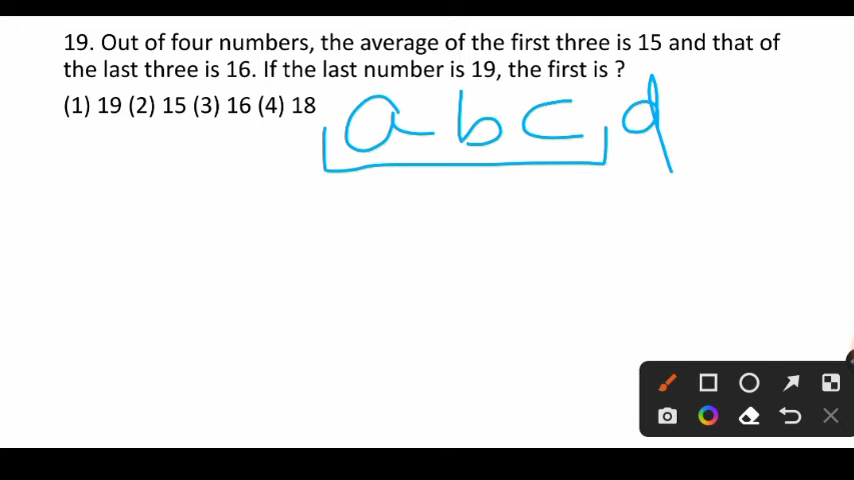 19. Out of four numbers, the average of the first three is 15 and that of
the last three is 16. If the last number is 19, the first is ?
(1) 19 (2) 15 (3) 16 (4) 18
a b c d